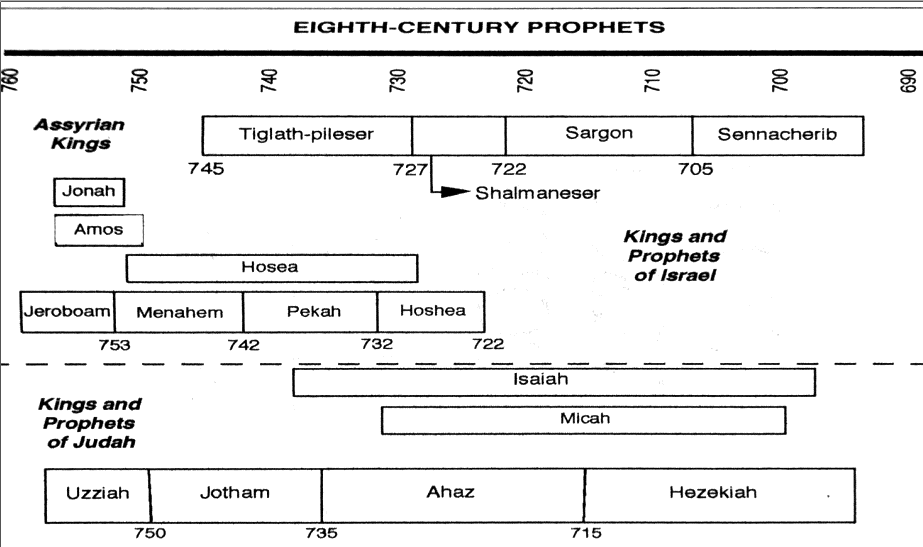 EIGHTH-CENTURY PROPHETS
760 750 740 730 720 710 700 690
Assyrian
Kings
Tiglath-pileser Sargon Sennacherib
745 727 722 705
Shalmaneser
Jonah
Amos
Kings and
Prophets
of Israel
Hosea
Jeroboam Menahem Pekah Hoshea
753 742 732 722
Isaiah
Kings and
Prophets
of Judah
Micah
Uzziah Jotham Ahaz Hezekiah
750 735 715